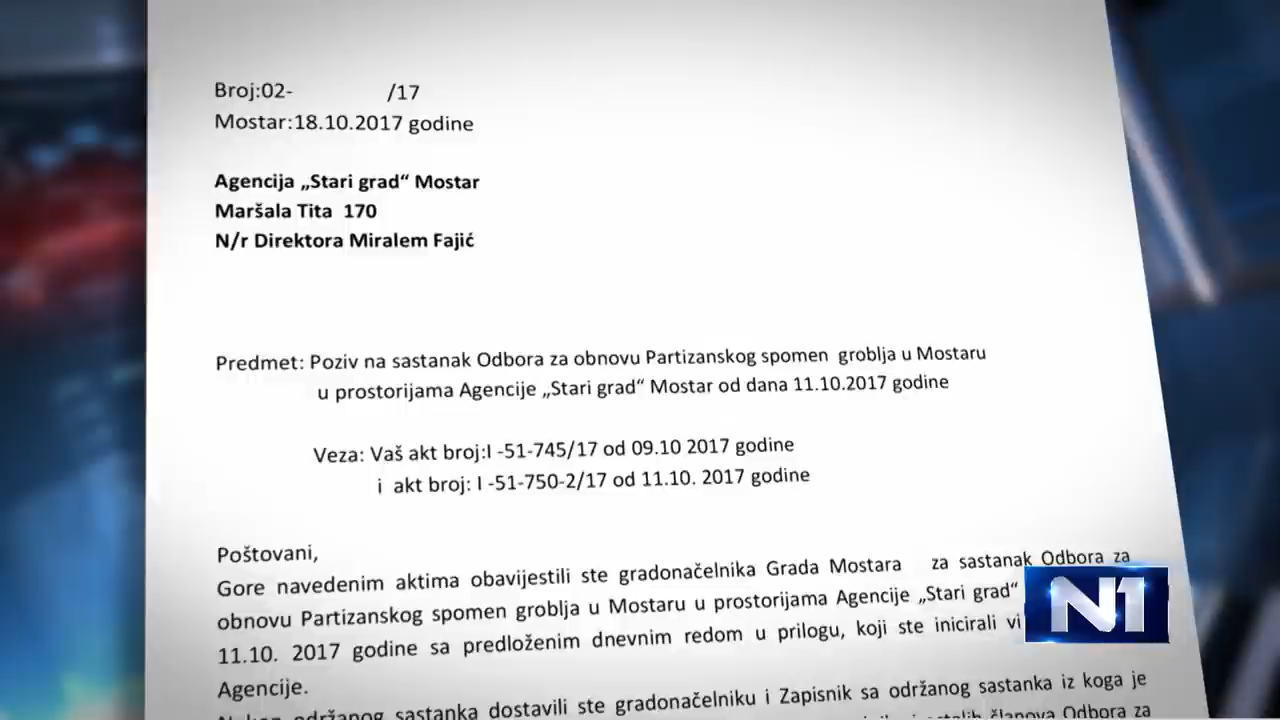 Broj:02- /17
Mostar:18.10.2017 godine
Agencija „Stari grad“ Mostar
Maršala Tita 170
N/r Direktora Miralem Fajić
Predmet: Poziv na sastanak Odbora za obnovu Partizanskog spomen groblja u Mostaru
u prostorijama Agencije „Stari grad“ Mostar od dana 11.10.2017 godine
Veza: Vaš akt broj:I -51-745/17 od 09.10 2017 godine
i akt broj: I -51-750-2/17 od 11.10. 2017 godine
Poštovani,
Gore navedenim aktima obavijestili ste gradonačelnika Grada Mostara za sastanak Odbora za
obnovu Partizanskog spomen groblja u Mostaru u prostorijama Agencije „Stari grad“
11.10. 2017 godine sa predloženim dnevnim redom u prilogu, koji ste inicirali vi
Agencije.
održanog sastanka dostavili ste gradonačelniku i Zapisnik sa održanog sastanka iz koga je
članova Odbora za
N1